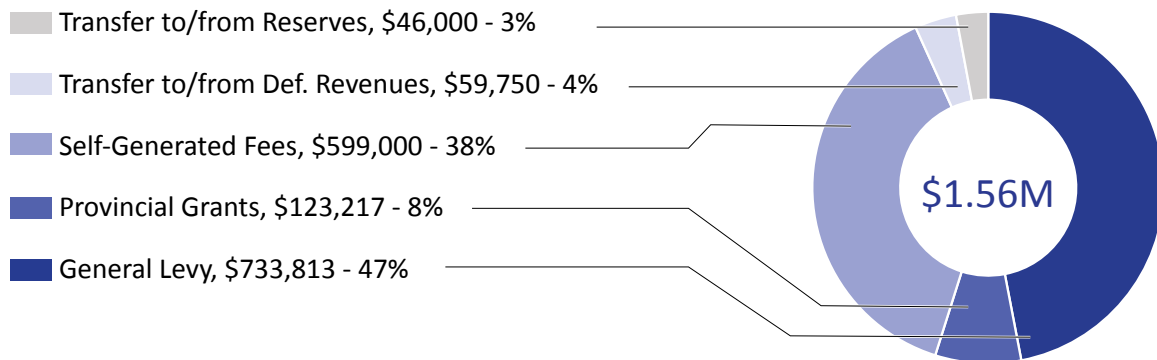 Transfer to/from Reserves, $46,000 - 3%
Transfer to/from Def. Revenues, $59,750 - 4%
Self-Generated Fees, $599,000 - 38%
Provincial Grants, $123,217 - 8%
General Levy, $733,813 - 47%
$1.56M